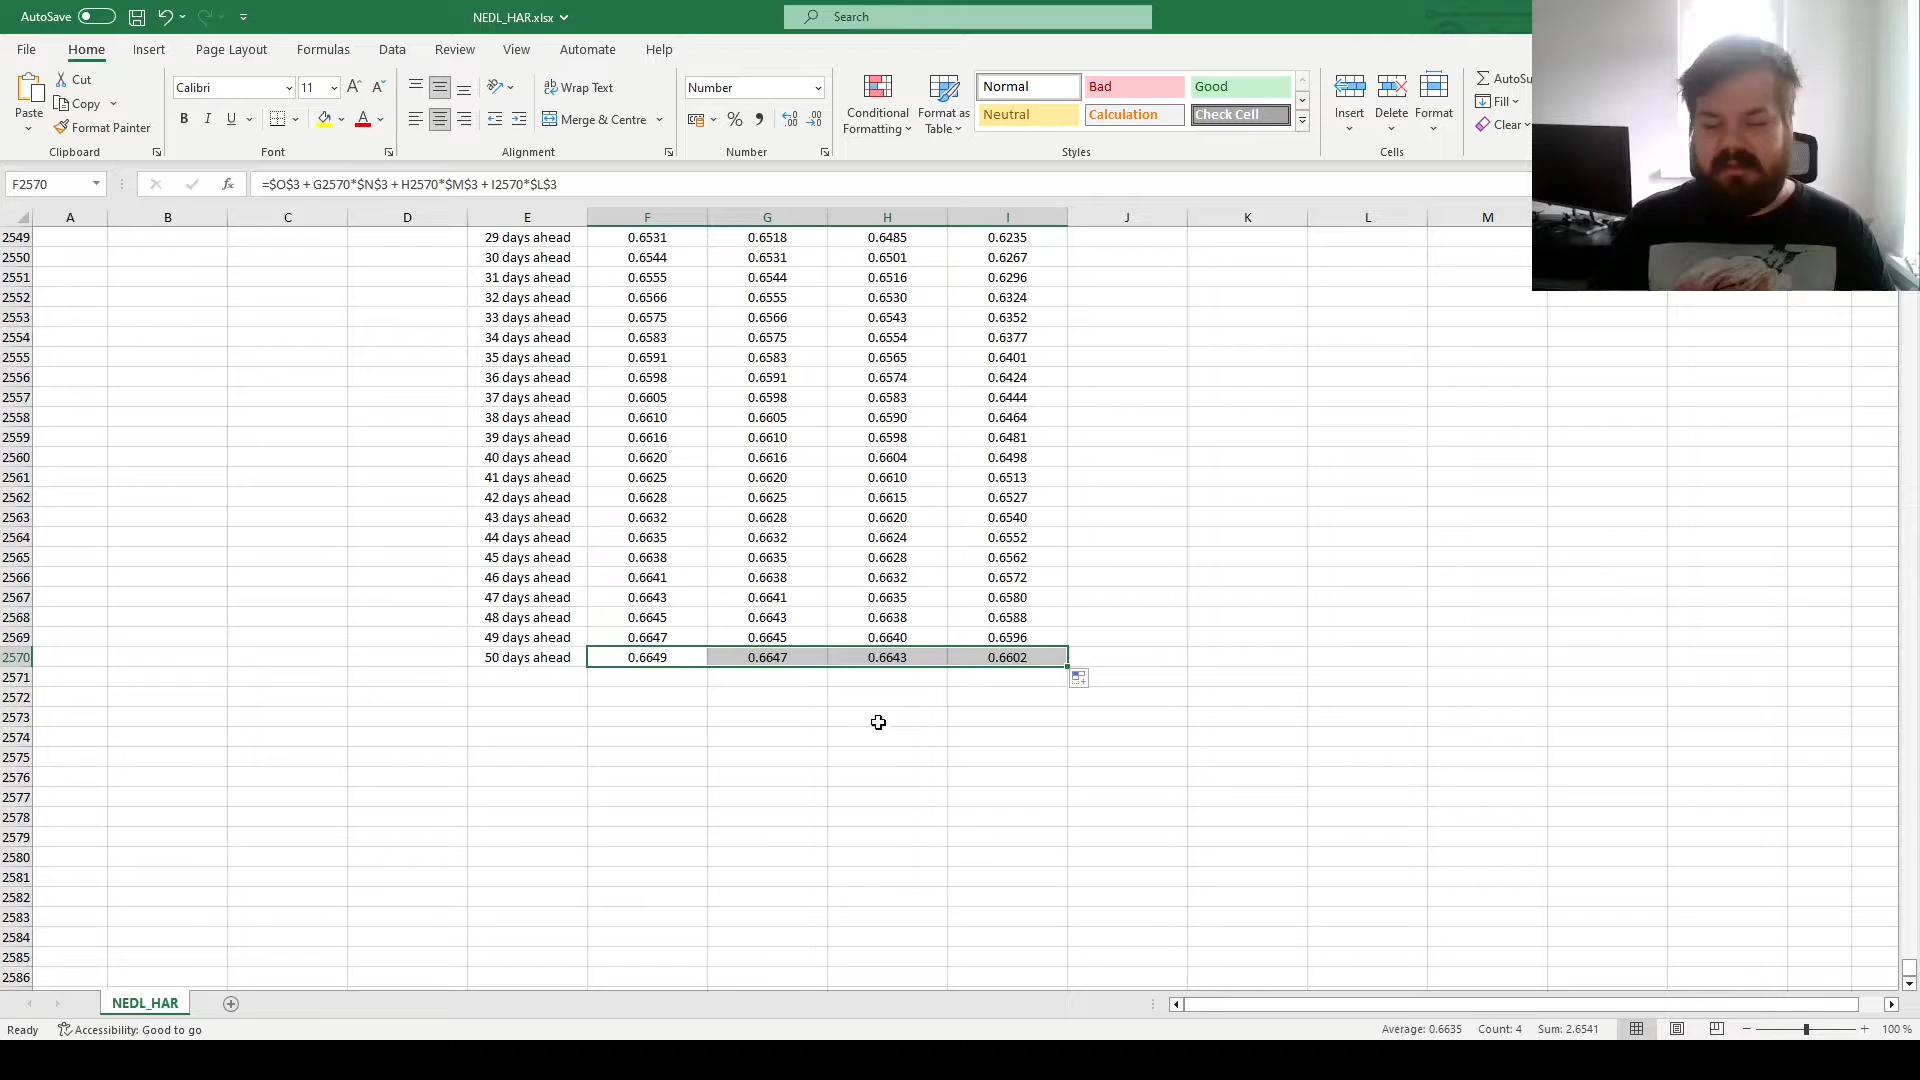 AutoSave
NEDL_HAR.xlsx
Search
File Home Insert Page Layout Formulas Data Review View Automate Help
Paste
Cut
Copy
Format Painter
Clipboard
Calibri 11
B I U
Font
Wrap Text
Merge & Centre
Alignment
Number
Number
Conditional Formatting
Format as Table
Normal Bad Good
Neutral Calculation Check Cell
Styles
Insert Delete Format
Cells
Fill
Clear
F2570 fx =$O$3 + G2570*$N$3 + H2570*$M$3 + I2570*$L$3
A B C D E F G H I J K L M
2549 29 days ahead 0.6531 0.6518 0.6485 0.6235
2550 30 days ahead 0.6544 0.6531 0.6501 0.6267
2551 31 days ahead 0.6555 0.6544 0.6516 0.6296
2552 32 days ahead 0.6566 0.6555 0.6530 0.6324
2553 33 days ahead 0.6575 0.6566 0.6543 0.6352
2554 34 days ahead 0.6583 0.6575 0.6554 0.6377
2555 35 days ahead 0.6591 0.6583 0.6565 0.6401
2556 36 days ahead 0.6598 0.6591 0.6574 0.6424
2557 37 days ahead 0.6605 0.6598 0.6583 0.6444
2558 38 days ahead 0.6610 0.6605 0.6590 0.6464
2559 39 days ahead 0.6616 0.6610 0.6598 0.6481
2560 40 days ahead 0.6620 0.6616 0.6604 0.6498
2561 41 days ahead 0.6625 0.6620 0.6610 0.6513
2562 42 days ahead 0.6628 0.6625 0.6615 0.6527
2563 43 days ahead 0.6632 0.6628 0.6620 0.6540
2564 44 days ahead 0.6635 0.6632 0.6624 0.6552
2565 45 days ahead 0.6638 0.6635 0.6628 0.6562
2566 46 days ahead 0.6641 0.6638 0.6632 0.6572
2567 47 days ahead 0.6643 0.6641 0.6635 0.6580
2568 48 days ahead 0.6645 0.6643 0.6638 0.6588
2569 49 days ahead 0.6647 0.6645 0.6640 0.6596
2570 50 days ahead 0.6649 0.6647 0.6643 0.6602
2571
2572
2573
2574
2575
2576
2577
2578
2579
2580
2581
2582
2583
2584
2585
2586
NEDL_HAR
Ready Accessibility: Good to go Average: 0.6635 Count: 4 Sum: 2.6541 100 %